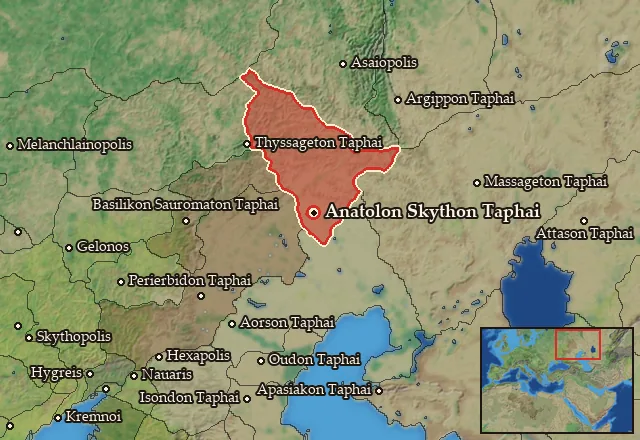 Asaiopolis
Argippon Taphai
Thyssageton Taphai
Melanchlainopolis
Massageton Taphai
Basilikon Sauromaton Taphai
Anatolon Skython Taphai
Attason Taphai
Gelonos
Perierbidon Taphai
Aorson Taphai
Skythopolis
Hexapolis
Oudon Taphai
Hygreis
Nauaris
Apasiakon Taphai
Isondon Taphai
Kremnoi